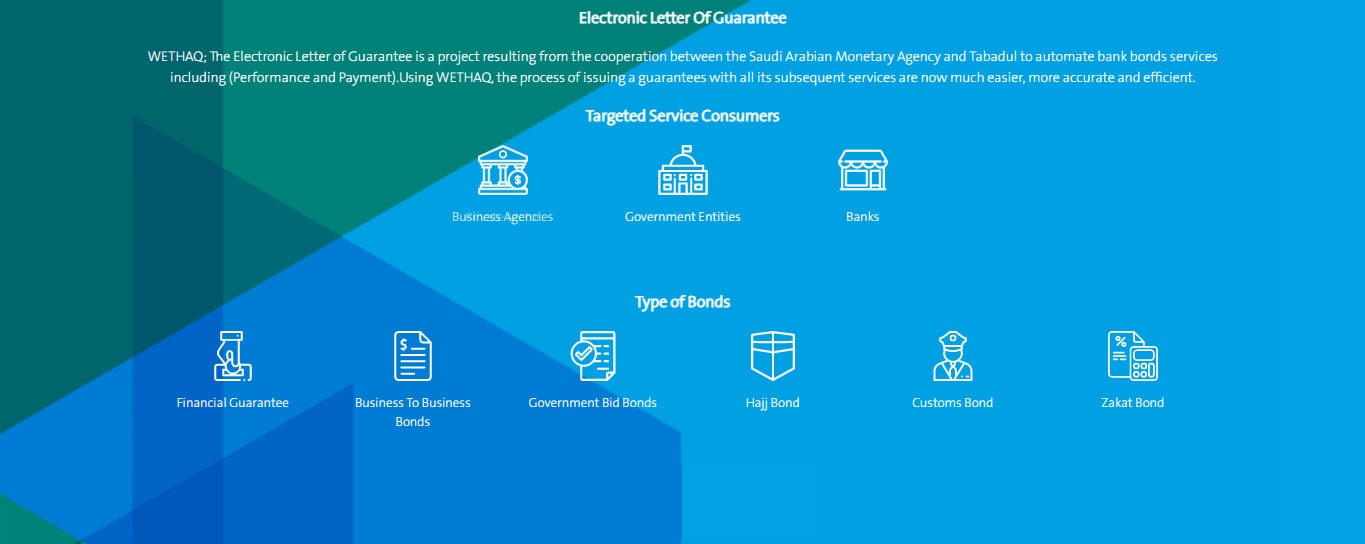 Electronic Letter Of Guarantee
WETHAQ; The Electronic Letter of Guarantee is a project resulting from the cooperation between the Saudi Arabian Monetary Agency and Tabadul to automate bank bonds services
including (Performance and Payment).Using WETHAQ, the process of issuing a guarantees with all its subsequent services are now much easier, more accurate and efficient.
Targeted Service Consumers
$
Business Agencies Government Entities Banks
Type of Bonds
$ %
Financial Guarantee Business To Business Government Bid Bonds Hajj Bond Customs Bond Zakat Bond
Bonds